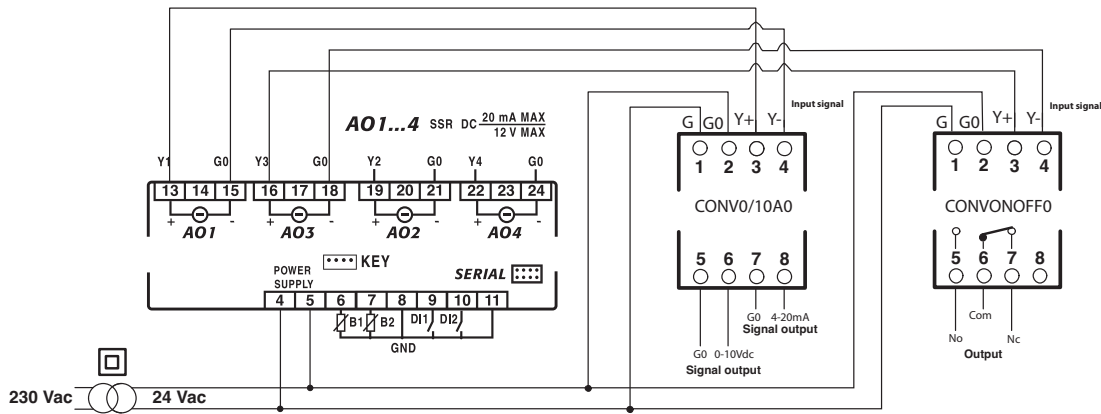 AO1...4 SSR DC 20 mA MAX
12 V MAX
Y1 G0 Y3 G0 Y2 G0 Y4 G0
13 14 15 16 17 18 19 20 21 22 23 24
+ - + - + - + -
AO1 AO3 AO2 AO4
KEY
SERIAL
POWER
SUPPLY
4 5 6 7 8 9 10 11
B1 B2 DI1 DI2
GND
230 Vac 24 Vac
Input signal
G G0 Y+ Y-
1 2 3 4
CONV0/10A0
5 6 7 8
G0 4-20mA
Signal output
G0 0-10Vdc
Signal output
Input signal
G G0 Y+ Y-
1 2 3 4
CONVONOFF0
5 6 7 8
Com
No Nc
Output